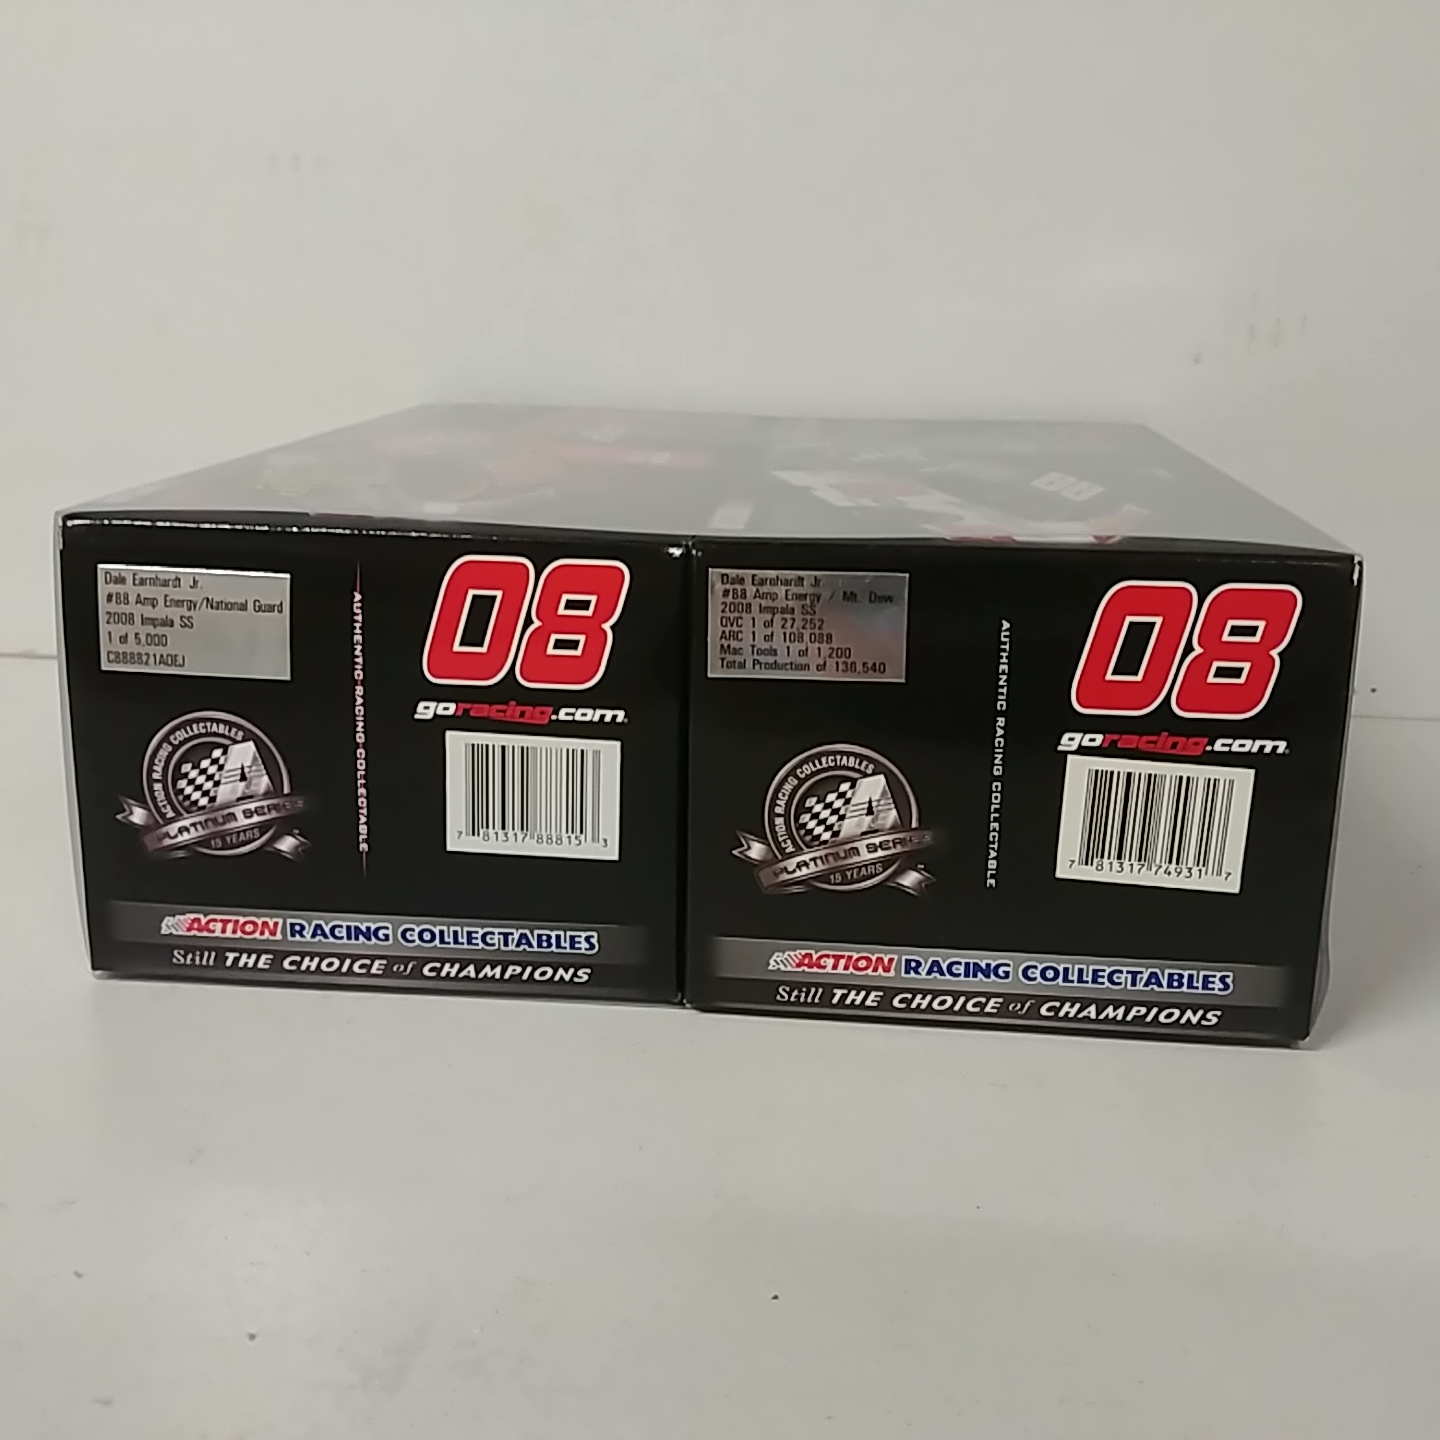 Dale Earnhardt Jr.
#88 Amp Energy/National Guard
2008 Impala SS
1 of 5,000
C888821ADEJ
AUTHENTIC RACING COLLECTABLE
08
goracing.com
ACTION RACING COLLECTABLES
PLATINUM SERIES
15 YEARS
7 81317 88815 3
ACTION RACING COLLECTABLES
Still THE CHOICE of CHAMPIONS
Dale Earnhardt Jr.
#88 Amp Energy / Mt. Dew
2008 Impala SS
OVC 1 of 27,252
ARC 1 of 108,088
Mac Tools 1 of 1,200
Total Production of 136,540
AUTHENTIC RACING COLLECTABLE
08
goracing.com
ACTION RACING COLLECTABLES
PLATINUM SERIES
15 YEARS
7 81317 74931 7
ACTION RACING COLLECTABLES
Still THE CHOICE of CHAMPIONS
88